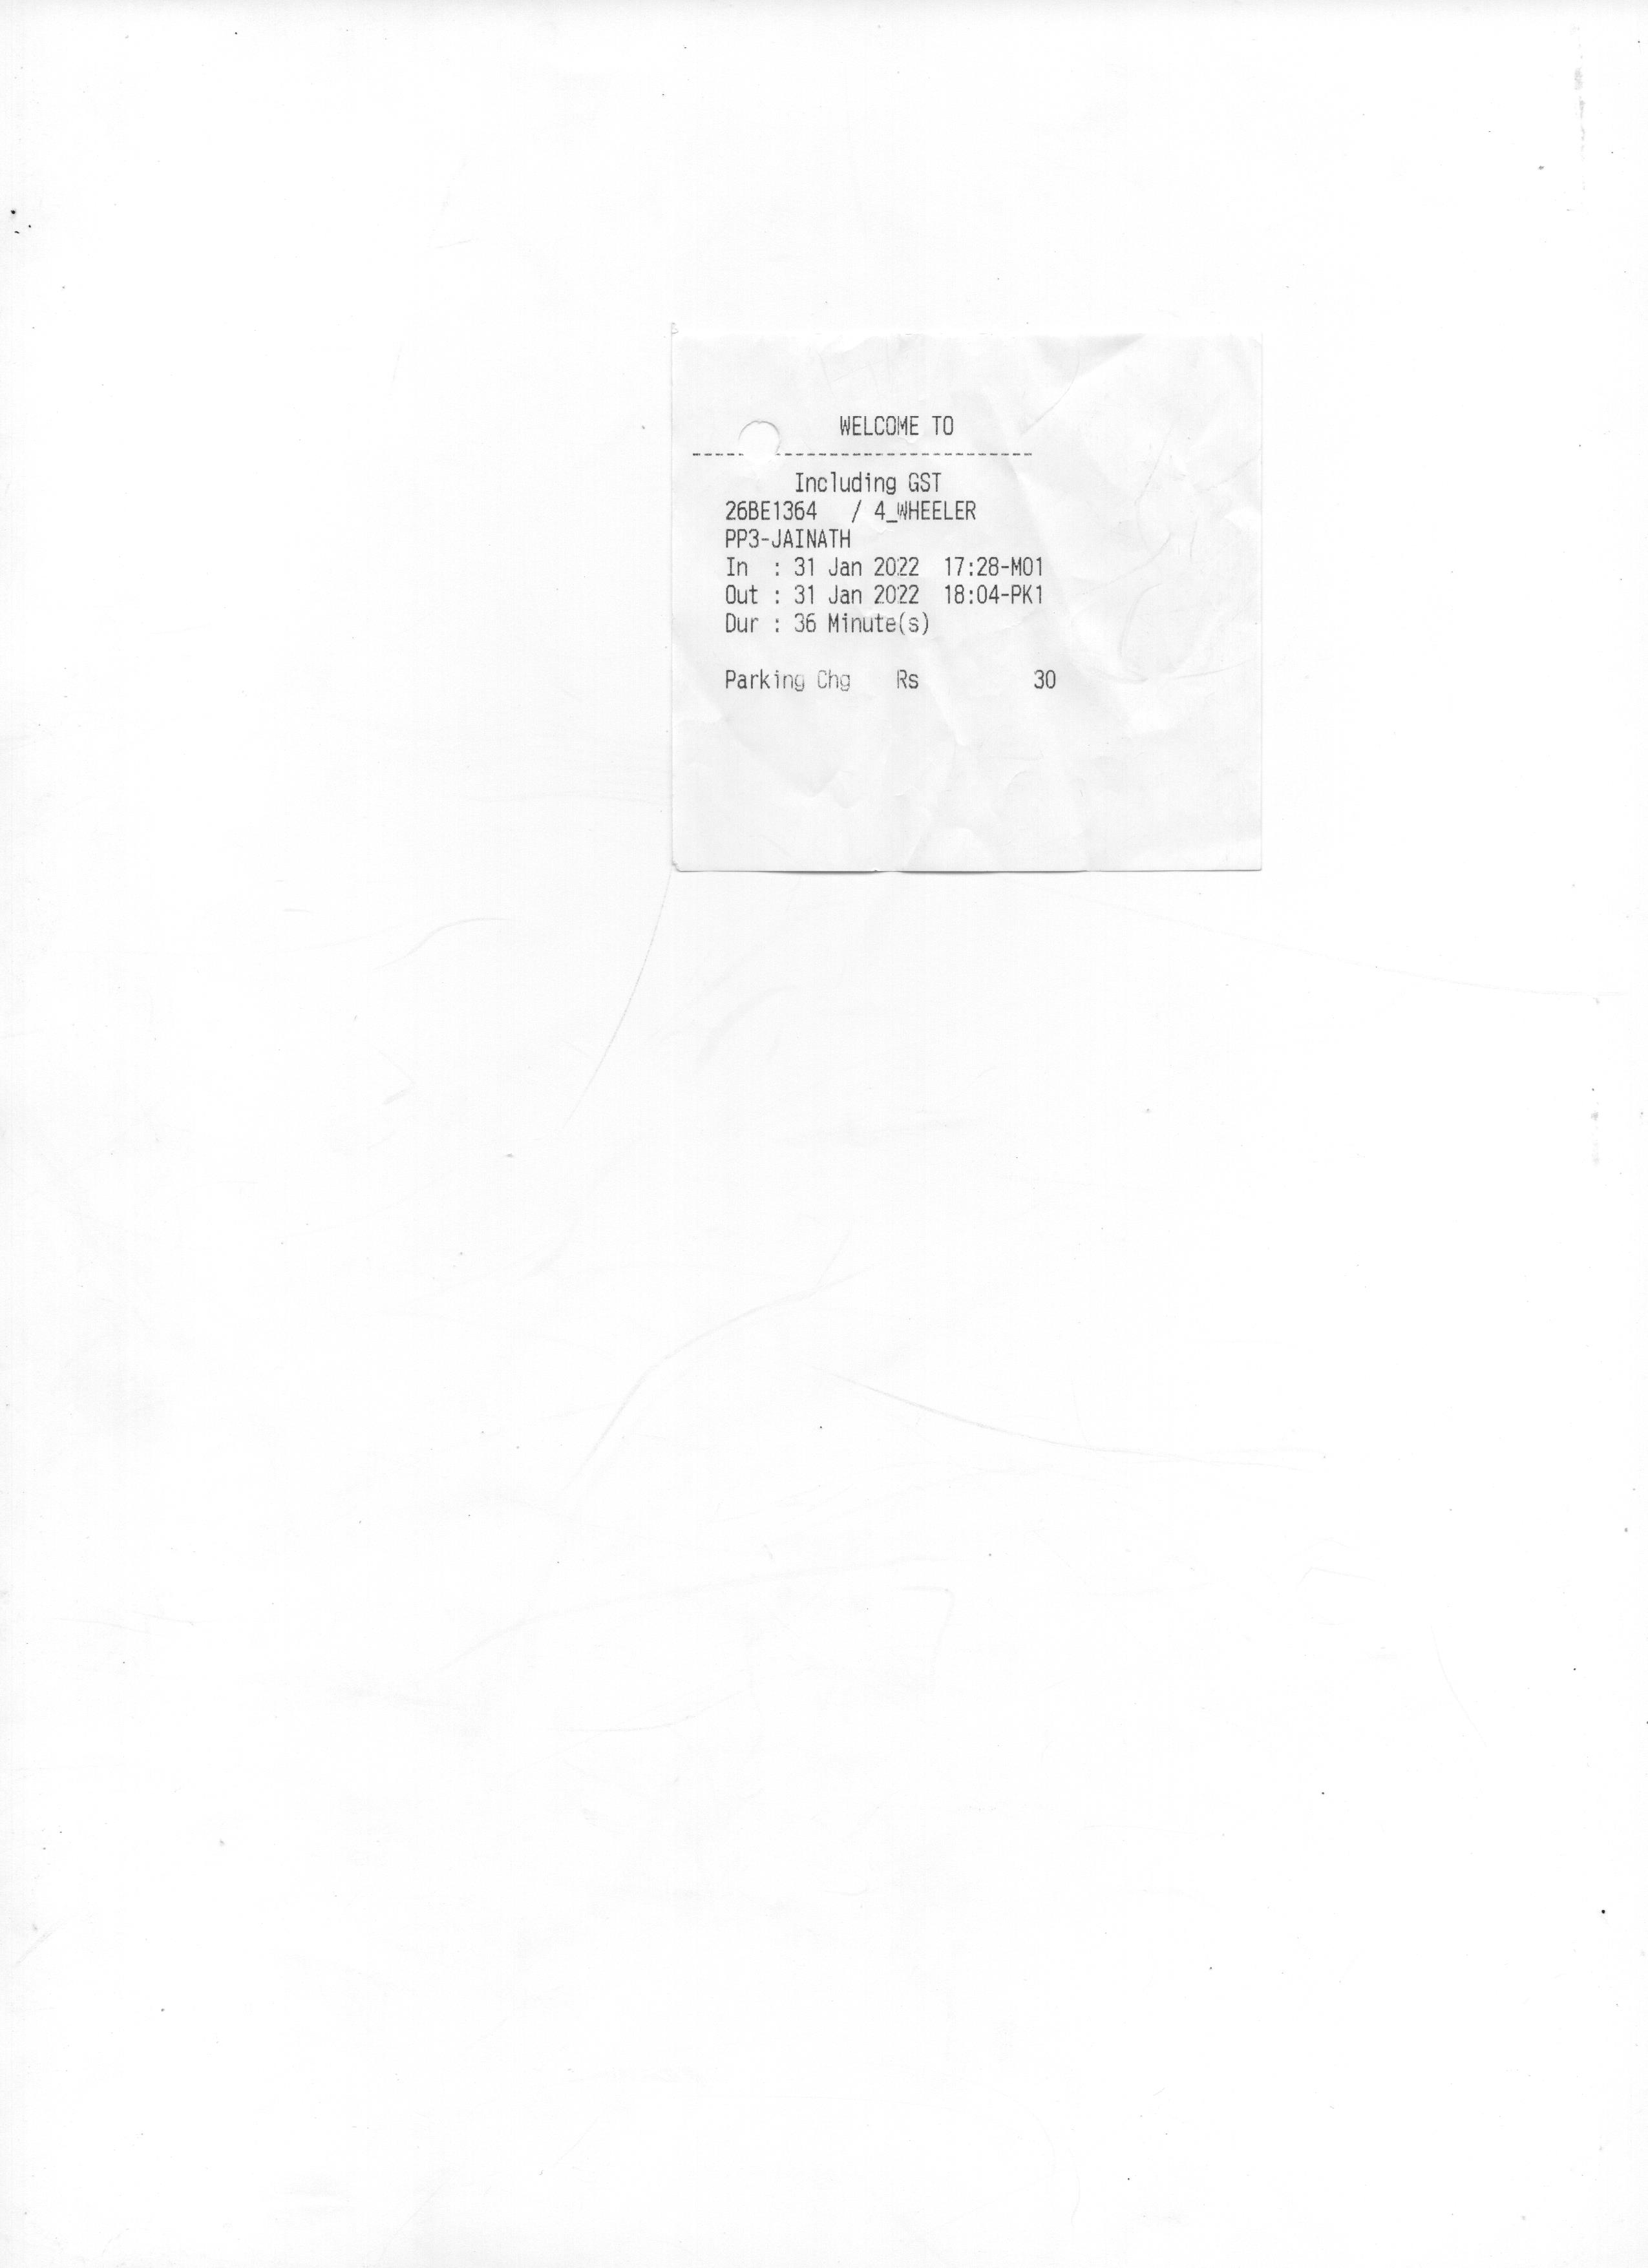 WELCOME TO
-----------------------------------
Including GST
26BE1364 / 4_WHEELER
PP3-JAINATH
In : 31 Jan 2022 17:28-M01
Out : 31 Jan 2022 18:04-PK1
Dur : 36 Minute(s)
Parking Chg Rs 30